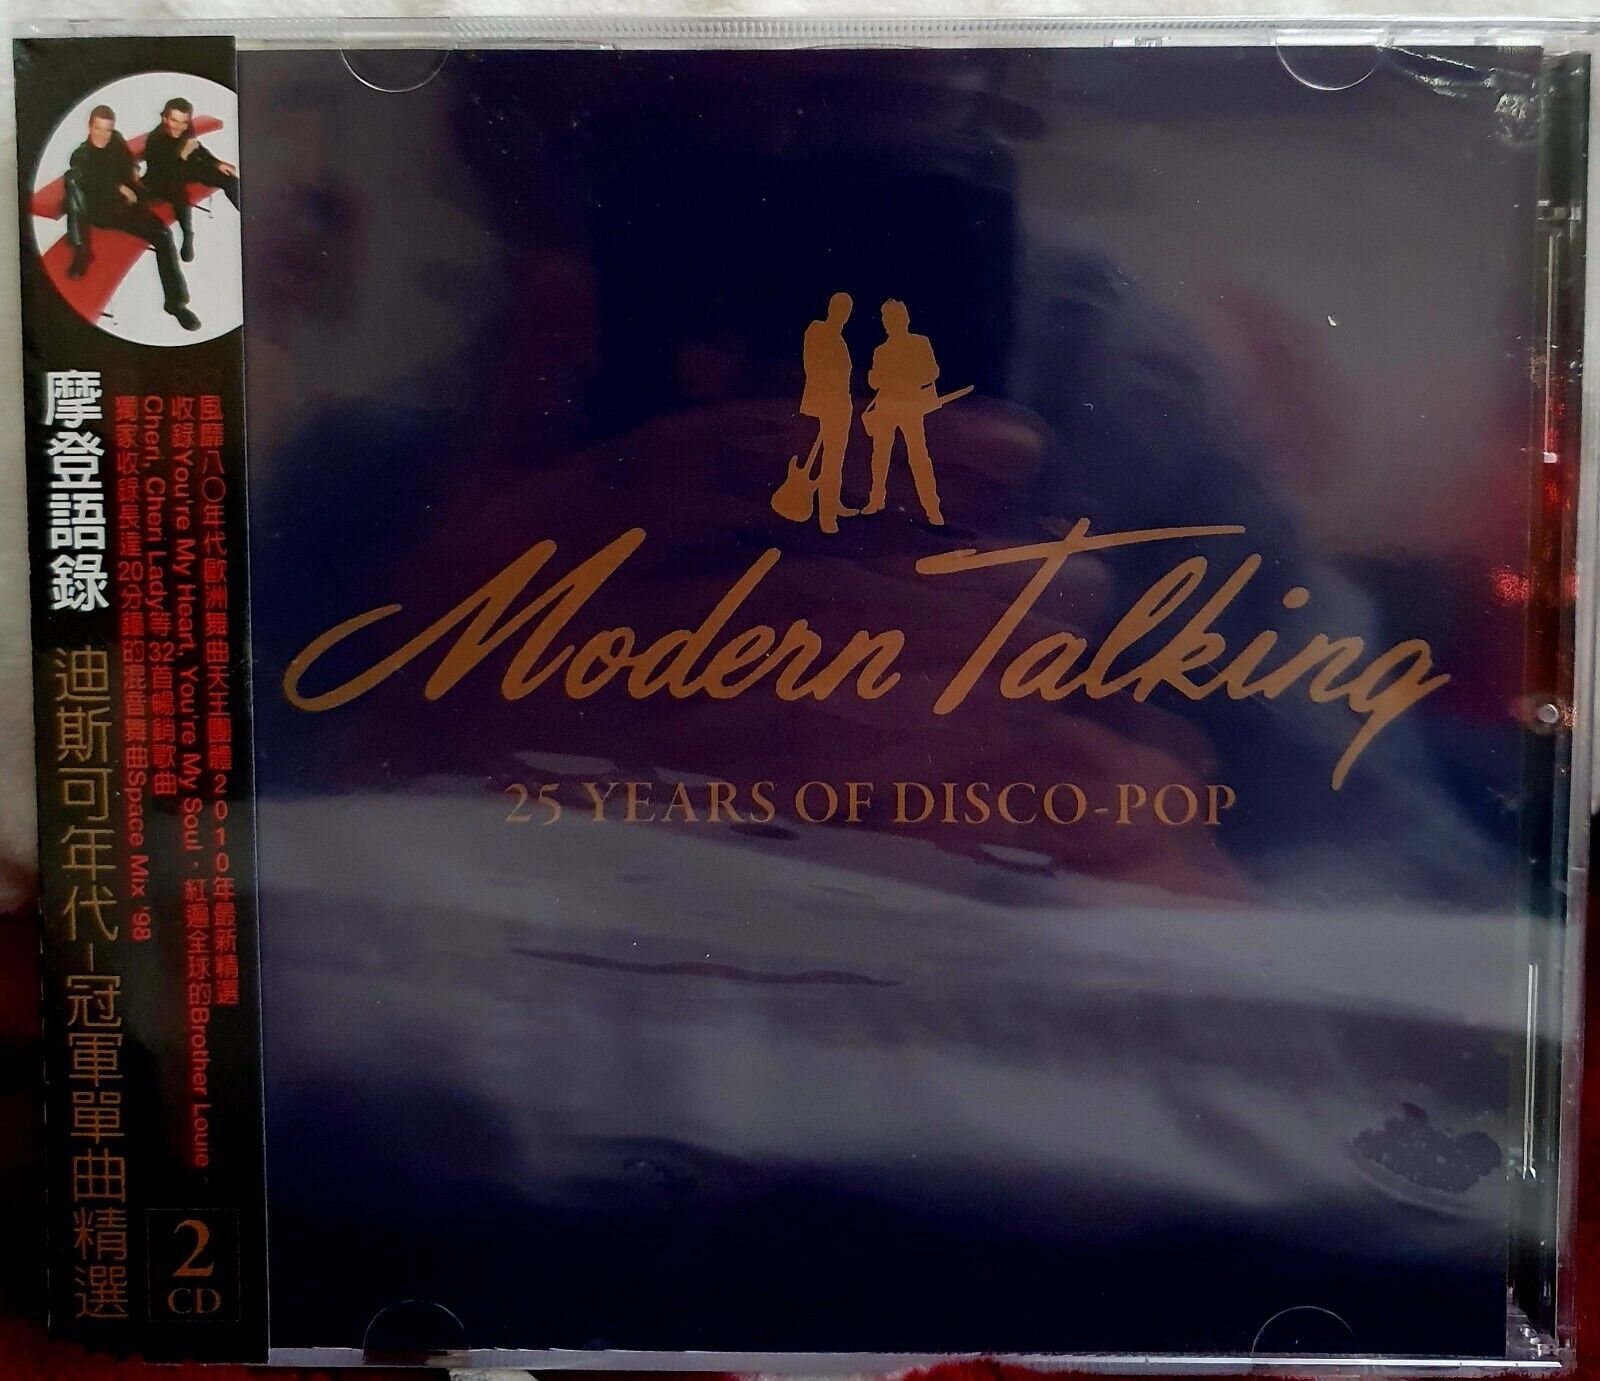 摩登語錄 迪斯可年代-冠軍單曲精選
風靡八〇年代歐洲舞曲天王團體2010年最新精選
收錄You're My Heart, You're My Soul、紅遍全球的Brother Louie、
Cheri, Cheri Lady等32首暢銷歌曲
獨家收錄長達20分鐘的混音舞曲Space Mix '98
2
CD
Modern Talking
25 YEARS OF DISCO-POP